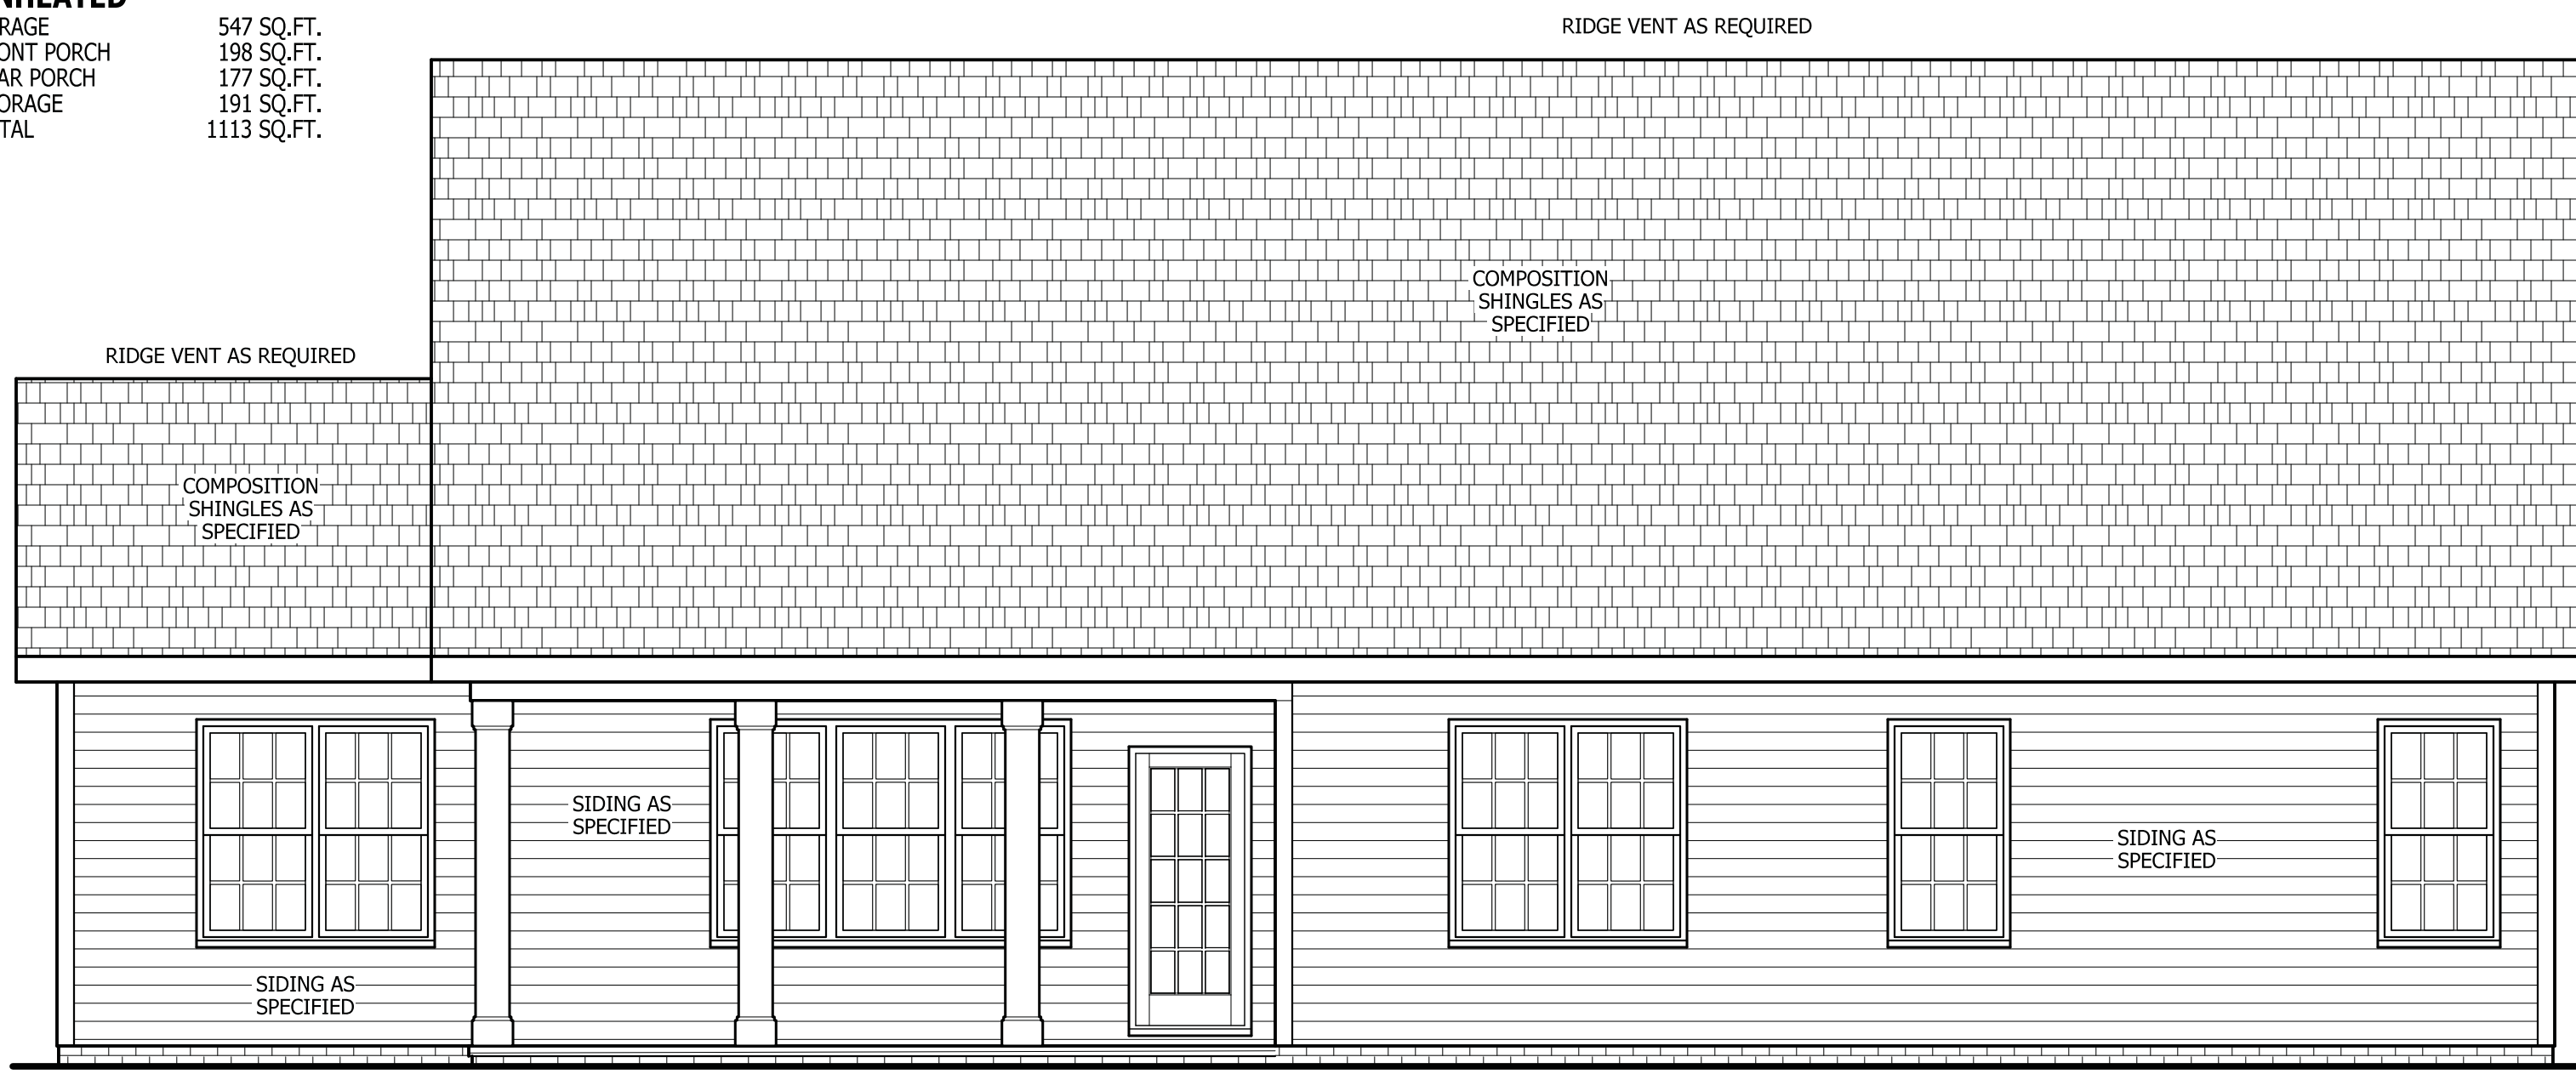 NHEATED
RAGE 547 SQ.FT.
ONT PORCH 198 SQ.FT.
AR PORCH 177 SQ.FT.
ORAGE 191 SQ.FT.
TAL 1113 SQ.FT.
RIDGE VENT AS REQUIRED
COMPOSITION
SHINGLES AS
SPECIFIED
RIDGE VENT AS REQUIRED
COMPOSITION
SHINGLES AS
SPECIFIED
SIDING AS
SPECIFIED
SIDING AS
SPECIFIED
SIDING AS
SPECIFIED